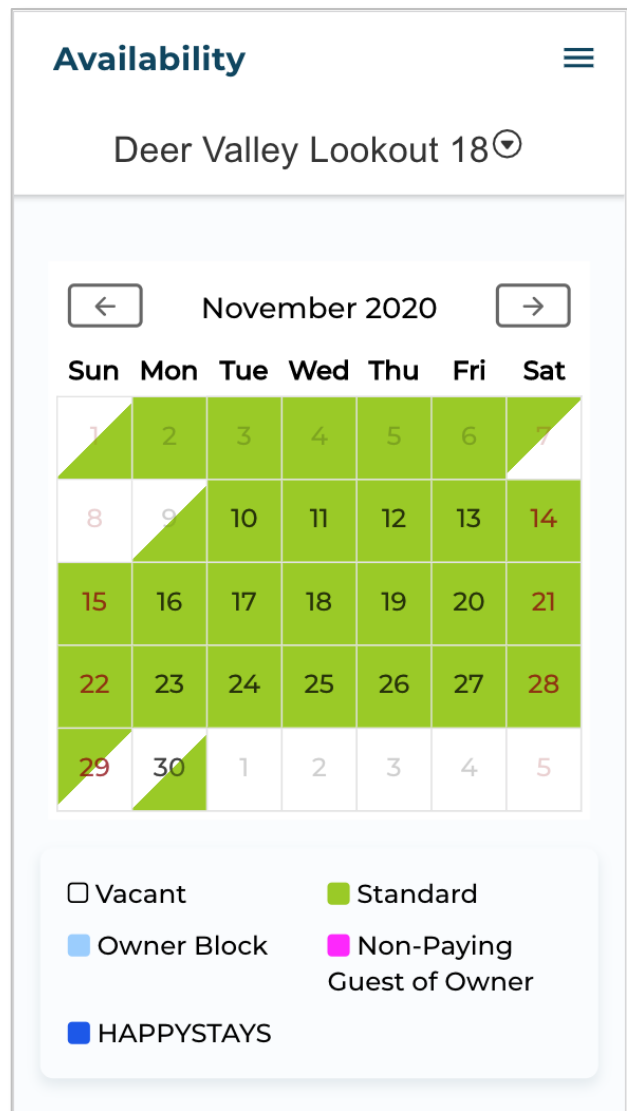 Availability
Deer Valley Lookout 18
November 2020
Sun Mon Tue Wed Thu Fri Sat
1 2 3 4 5 6 7
8 9 10 11 12 13 14
15 16 17 18 19 20 21
22 23 24 25 26 27 28
29 30 1 2 3 4 5
Vacant Standard
Owner Block Non-Paying
Guest of Owner
HAPPYSTAYS